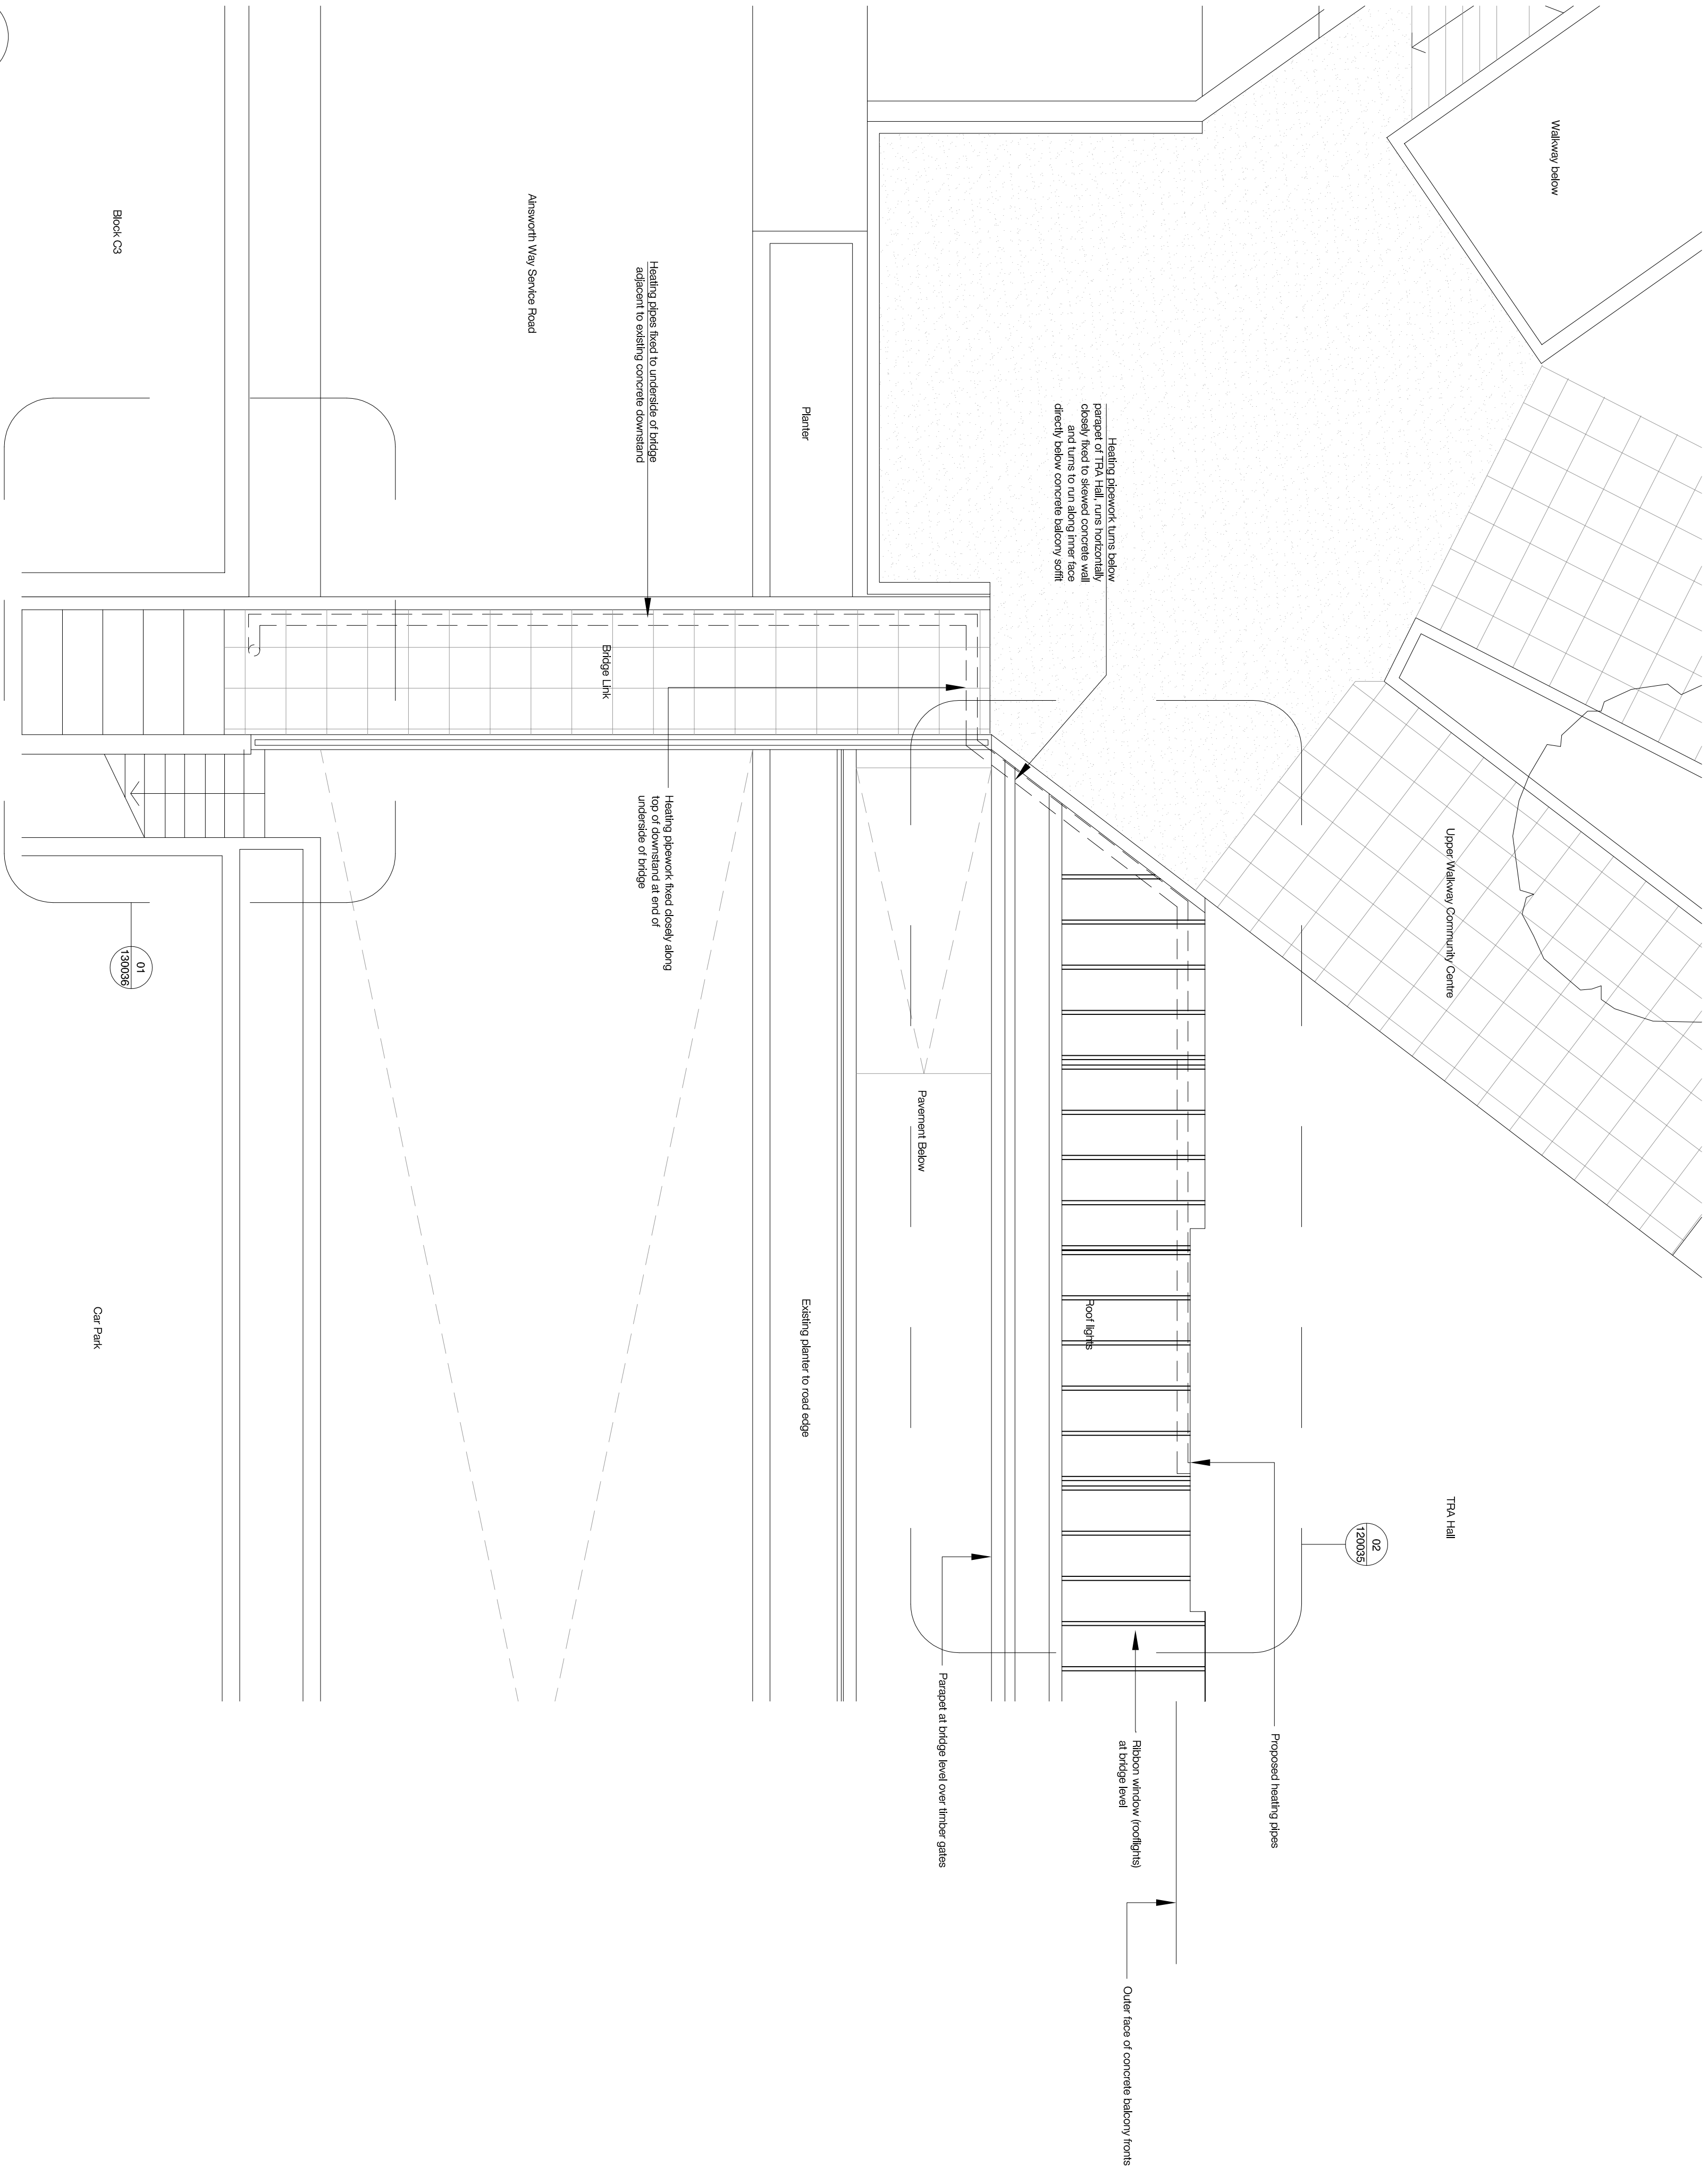 Walkway below
Upper Walkway Community Centre
TRA Hall
02
120035
Proposed heating pipes
Ribbon window (rooflights)
at bridge level
Outer face of concrete balcony fronts
Roof lights
Heating pipework turns below
parapet of TRA Hall, runs horizontally
closely fixed to skewed concrete wall
and turns to run along inner face
directly below concrete balcony soffit
Parapet at bridge level over timber gates
Pavement Below
Planter
Existing planter to road edge
Heating pipes fixed to underside of bridge
adjacent to existing concrete downstand
Heating pipework fixed closely along
top of downstand at end of
underside of bridge
Bridge Link
Ainsworth Way Service Road
Block C3
01
130036
Car Park